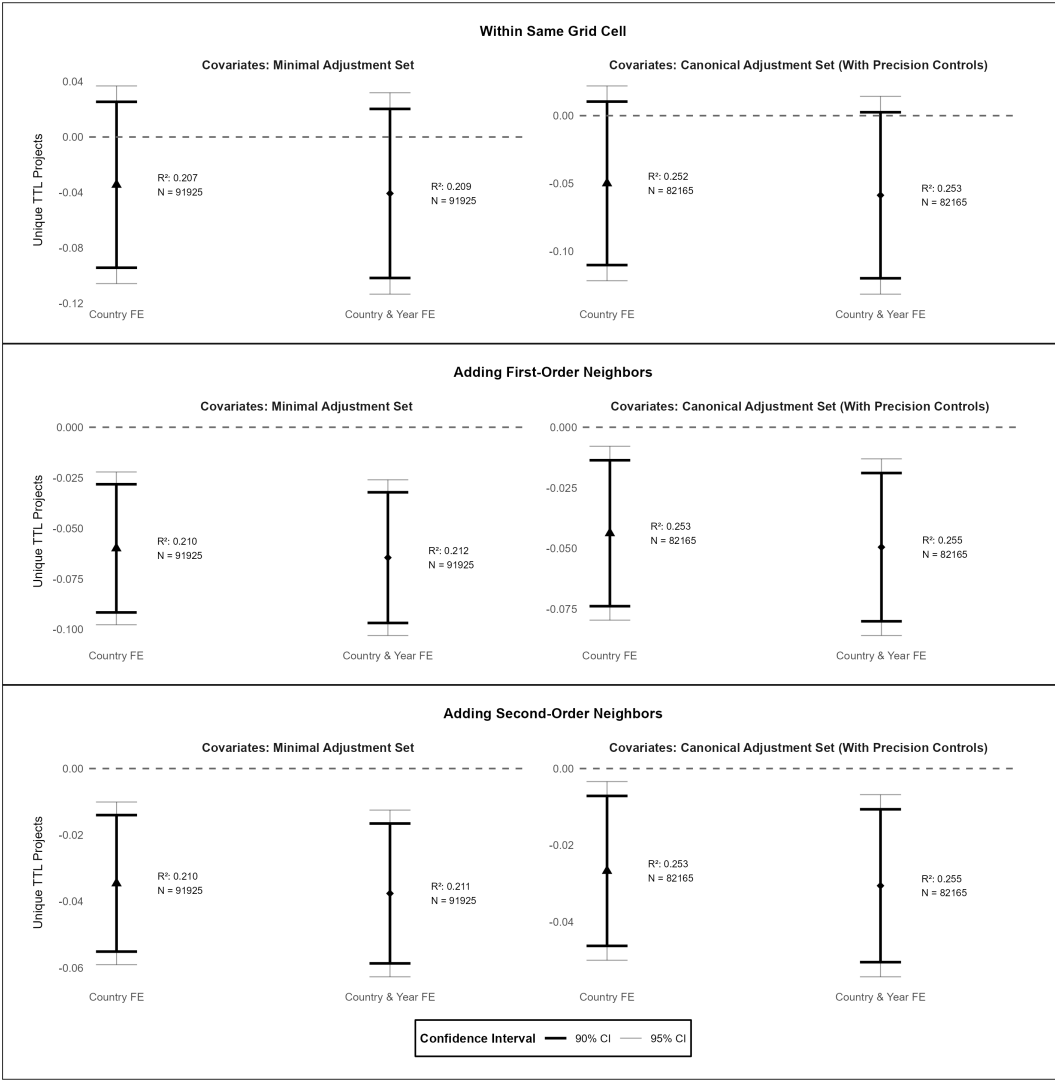 Within Same Grid Cell
Covariates: Minimal Adjustment Set
Covariates: Canonical Adjustment Set (With Precision Controls)
Unique TTL Projects
0.04
0.00
-0.04
-0.08
-0.12
R²: 0.207
N = 91925
R²: 0.209
N = 91925
Country FE
Country & Year FE
0.00
-0.05
-0.10
R²: 0.252
N = 82165
R²: 0.253
N = 82165
Country FE
Country & Year FE
Adding First-Order Neighbors
Covariates: Minimal Adjustment Set
Covariates: Canonical Adjustment Set (With Precision Controls)
Unique TTL Projects
0.000
-0.025
-0.050
-0.075
-0.100
R²: 0.210
N = 91925
R²: 0.212
N = 91925
Country FE
Country & Year FE
0.000
-0.025
-0.050
-0.075
R²: 0.253
N = 82165
R²: 0.255
N = 82165
Country FE
Country & Year FE
Adding Second-Order Neighbors
Covariates: Minimal Adjustment Set
Covariates: Canonical Adjustment Set (With Precision Controls)
Unique TTL Projects
0.00
-0.02
-0.04
-0.06
R²: 0.210
N = 91925
R²: 0.211
N = 91925
Country FE
Country & Year FE
0.00
-0.02
-0.04
R²: 0.253
N = 82165
R²: 0.255
N = 82165
Country FE
Country & Year FE
Confidence Interval 90% CI 95% CI